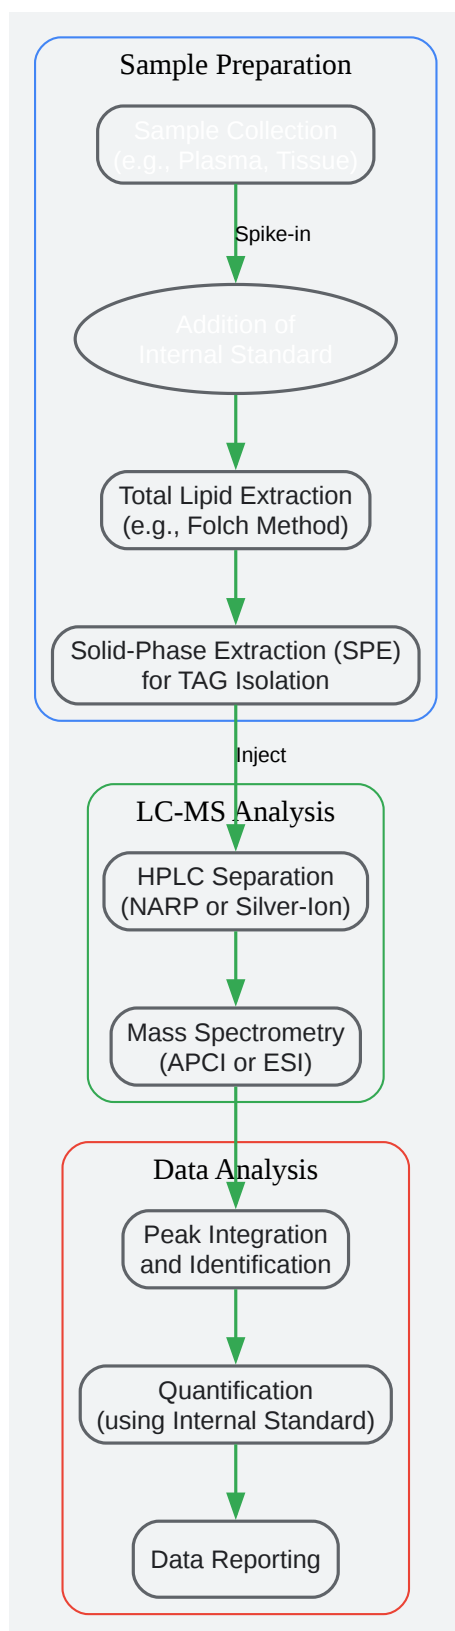 Sample Preparation
Sample Collection
(e.g., Plasma, Tissue)
Spike-in
Addition of
Internal Standard
Total Lipid Extraction
(e.g., Folch Method)
Solid-Phase Extraction (SPE)
for TAG Isolation
Inject
LC-MS Analysis
HPLC Separation
(NARP or Silver-Ion)
Mass Spectrometry
(APCI or ESI)
Data Analysis
Peak Integration
and Identification
Quantification
(using Internal Standard)
Data Reporting